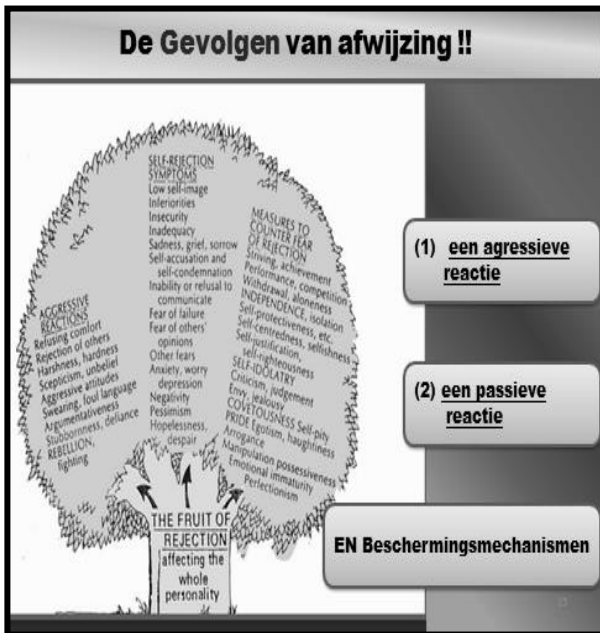 De Gevolgen van afwijzing !!
AGGRESSIVE
REACTIONS
Refusing comfort
Rejection of others
Harshness, hardness
Scepticism, unbelief
Aggressive attitudes
Swearing, foul language
Argumentativeness
Stubbornness, defiance
REBELLION,
fighting
SELF-REJECTION
SYMPTOMS
Low self-image
Inferiorities
Insecurity
Inadequacy
Sadness, grief, sorrow
Self-accusation and
self-condemnation
Inability or refusal to
communicate
Fear of failure
Fear of others'
opinions
Other fears
Anxiety, worry
depression
Negativity
Pessimism
Hopelessness,
despair
MEASURES TO
COUNTER FEAR
OF REJECTION
Striving, achievement
Performance, competition
Withdrawal, aloneness
INDEPENDENCE, isolation
Self-protectiveness, etc.
Self-centredness, selfishness
Self-justification,
self-righteousness
SELF-IDOLATRY
Criticism, judgement
Envy, jealousy
COVETOUSNESS Self-pity
PRIDE Egotism, haughtiness
Arrogance
Manipulation possessiveness
Emotional immaturity
Perfectionism
THE FRUIT OF
REJECTION
affecting the
whole
personality
(1) een agressieve
reactie
(2) een passieve
reactie
EN Beschermingsmechanismen